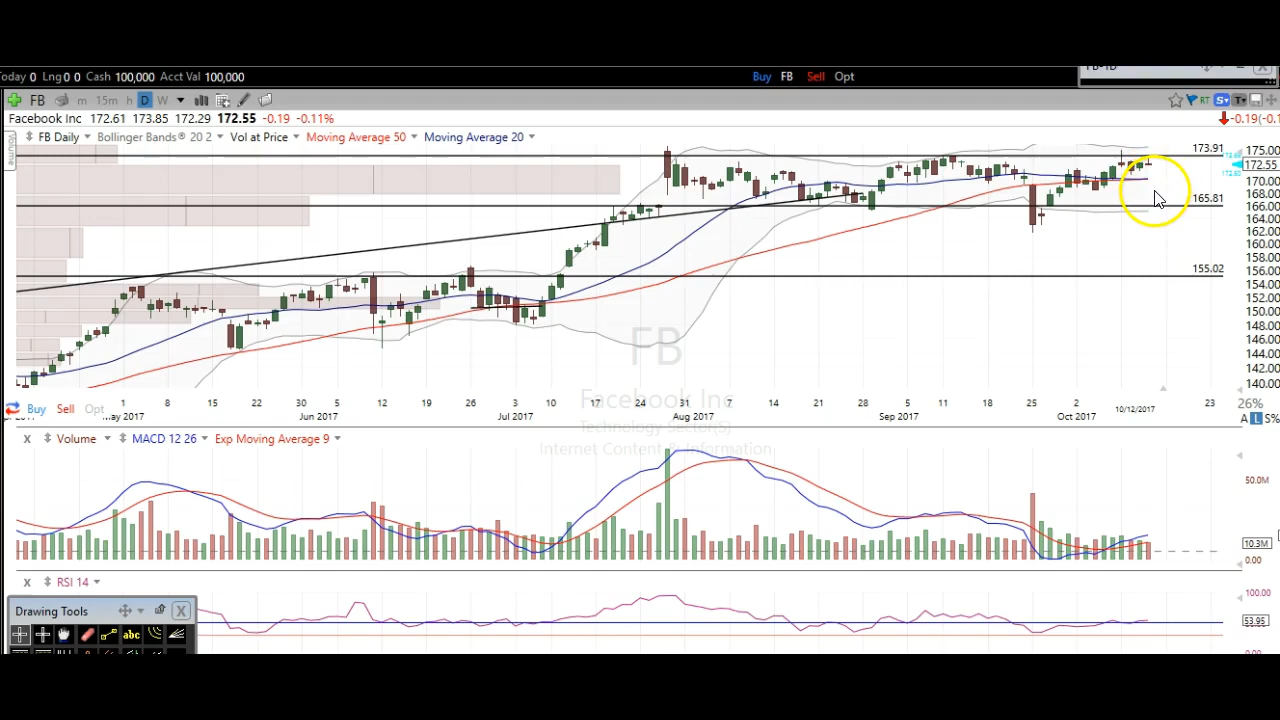 Today 0 Lng 0 0 Cash 100,000 Acct Val 100,000 Buy FB Sell Opt
FB m 15m h D W RT S T
Facebook Inc 172.61 173.85 172.29 172.55 -0.19 -0.11% -0.19
FB Daily Bollinger Bands® 20 2 Vol at Price Moving Average 50 Moving Average 20
Volume
173.91
165.81
155.02
175.00
172.55
170.00
168.00
166.00
164.00
162.00
160.00
158.00
156.00
154.00
152.00
150.00
148.00
146.00
144.00
142.00
140.00
FB
Facebook Inc
Technology Sector(S)
Internet Content & Information
1 8 15 22 30 5 12 19 26 10 17 24 31 7 14 21 28 5 11 18 25 2 23 26%
Buy Sell Opt May 2017 Jun 2017 Jul 2017 Aug 2017 Sep 2017 Oct 2017 10/12/2017 A L S%
X Volume MACD 12 26 Exp Moving Average 9
50.0M
10.3M
0.00
X RSI 14
100.00
53.95
Drawing Tools X
abc